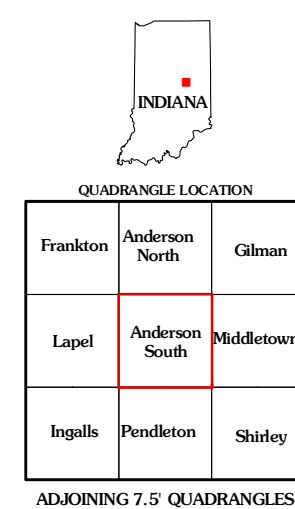 INDIANA
QUADRANGLE LOCATION
Frankton
Anderson
North
Gilman
Lapel
Anderson
South
Middletown
Ingalls
Pendleton
Shirley
ADJOINING 7.5' QUADRANGLES